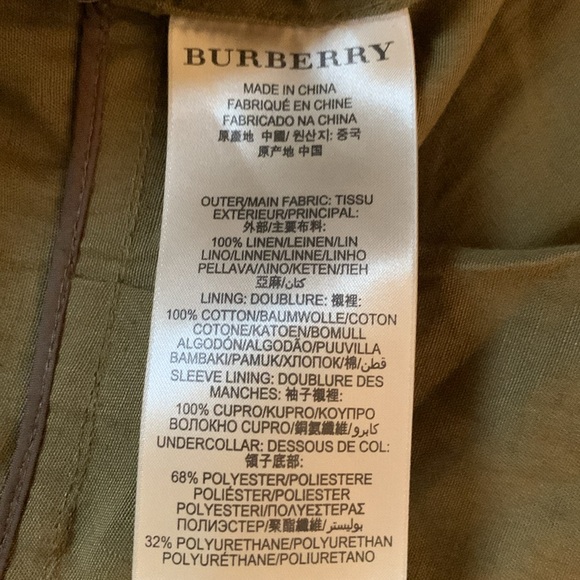 BURBERRY
MADE IN CHINA
FABRIQUÉ EN CHINE
FABRICADO NA CHINA
原產地 中國/ 원산지: 중국
原产地 中国
OUTER/MAIN FABRIC: TISSU
EXTÉRIEUR/PRINCIPAL:
外部/主要布料:
100% LINEN/LEINEN/LIN
LINO/LINNEN/LINNE/LINHO
PELLAVA/ΛΙΝΟ/KETEN/ЛЕН
亞麻/كتان
LINING: DOUBLURE: 襯裡:
100% COTTON/BAUMWOLLE/COTON
COTONE/KATOEN/BOMULL
ALGODÓN/ALGODÃO/PUUVILLA
BAMBAKI/PAMUK/ХЛОПОК/棉/قطن
SLEEVE LINING: DOUBLURE DES
MANCHES: 袖子襯裡:
100% CUPRO/KUPRO/ΚΟΥΠΡΟ
ВОЛОКНО CUPRO/銅氨纖維/كابرو
UNDERCOLLAR: DESSOUS DE COL:
領子底部:
68% POLYESTER/POLIESTERE
POLIÉSTER/POLIESTER
POLYESTERI/ΠΟΛΥΕΣΤΕΡΑΣ
ПОЛИЭСТЕР/聚酯纖維/بوليستر
32% POLYURETHANE/POLYURETHAN
POLYURÉTHANE/POLIURETANO